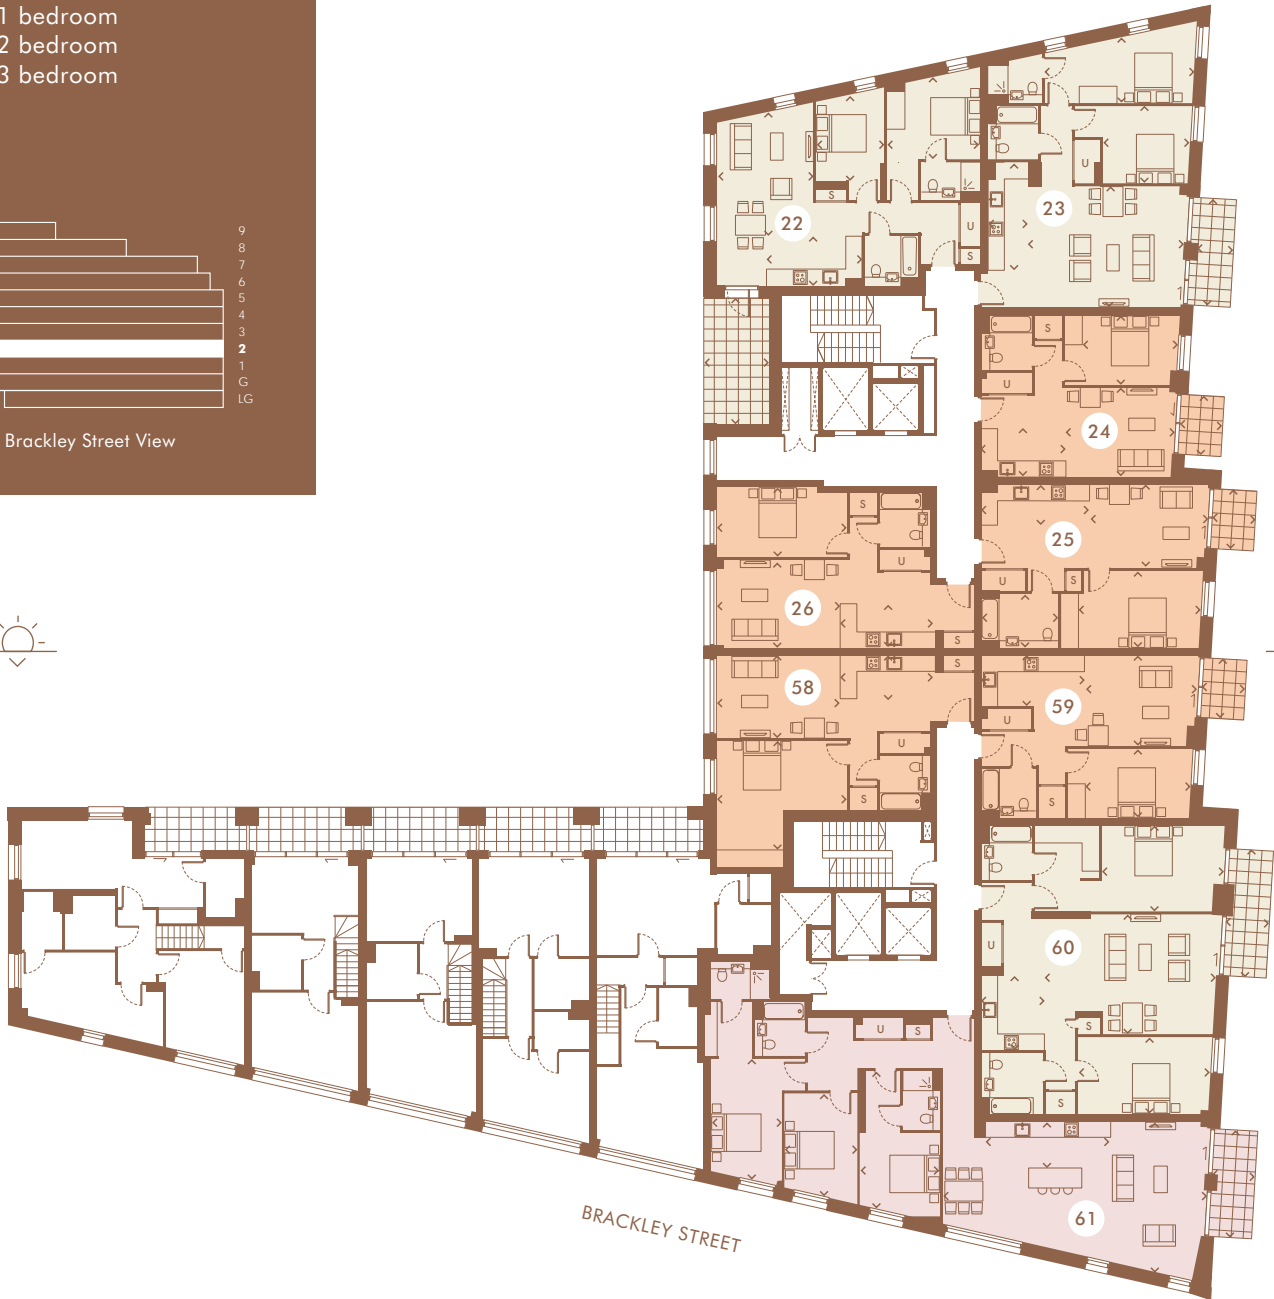 1 bedroom
2 bedroom
3 bedroom
9
8
7
6
5
4
3
2
1
G
LG
Brackley Street View
22
S
U
S
23
U
24
S
U
25
U
S
26
S
U
S
58
S
U
S
59
U
S
60
U
S
S
61
U
S
BRACKLEY STREET